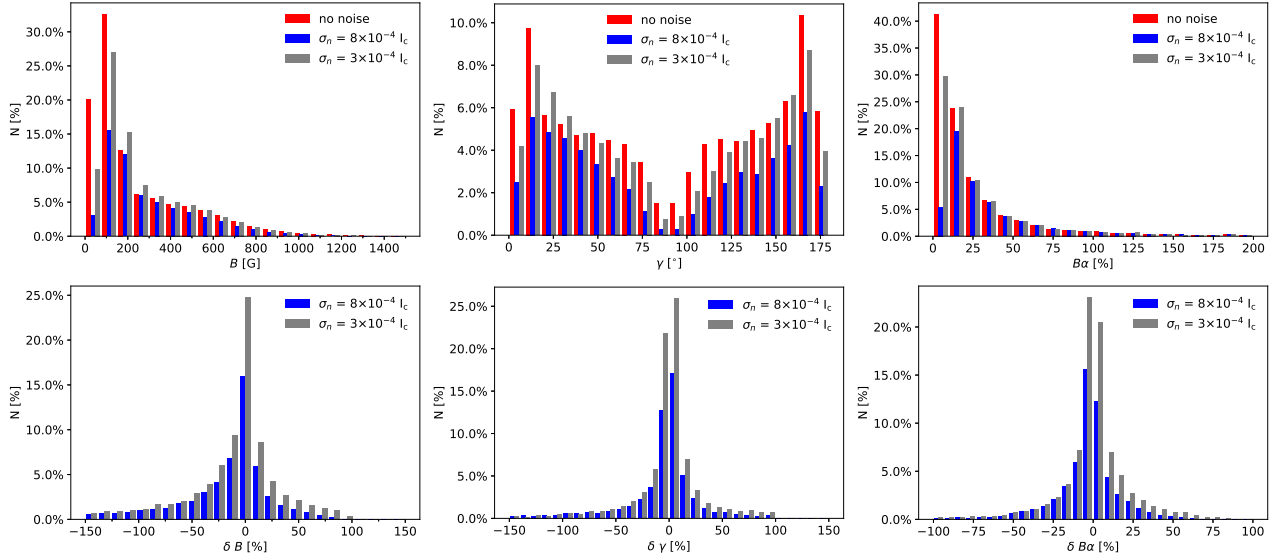 no noise
σn = 8×10−4 Ic
σn = 3×10−4 Ic
N [%]
30.0%
25.0%
20.0%
15.0%
10.0%
5.0%
0.0%
0 200 400 600 800 1000 1200 1400
B [G]
no noise
σn = 8×10−4 Ic
σn = 3×10−4 Ic
N [%]
10.0%
8.0%
6.0%
4.0%
2.0%
0.0%
0 25 50 75 100 125 150 175
γ [°]
no noise
σn = 8×10−4 Ic
σn = 3×10−4 Ic
N [%]
40.0%
35.0%
30.0%
25.0%
20.0%
15.0%
10.0%
5.0%
0.0%
0 25 50 75 100 125 150 175 200
Bα [%]
σn = 8×10−4 Ic
σn = 3×10−4 Ic
N [%]
25.0%
20.0%
15.0%
10.0%
5.0%
0.0%
−150 −100 −50 0 50 100 150
δ B [%]
σn = 8×10−4 Ic
σn = 3×10−4 Ic
N [%]
25.0%
20.0%
15.0%
10.0%
5.0%
0.0%
−150 −100 −50 0 50 100 150
δ γ [%]
σn = 8×10−4 Ic
σn = 3×10−4 Ic
N [%]
20.0%
15.0%
10.0%
5.0%
0.0%
−100 −75 −50 −25 0 25 50 75 100
δ Bα [%]